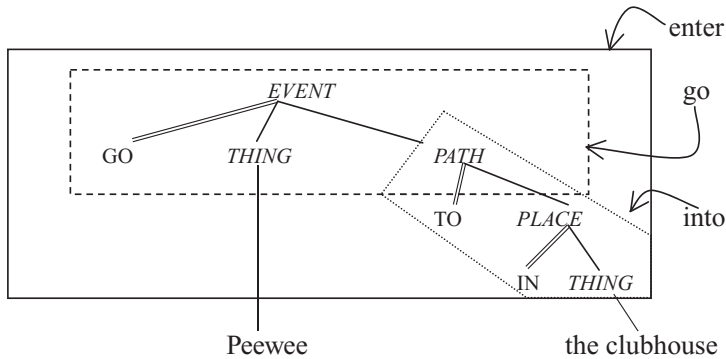 enter
EVENT
go
GO THING PATH
TO PLACE into
IN THING
Peewee the clubhouse